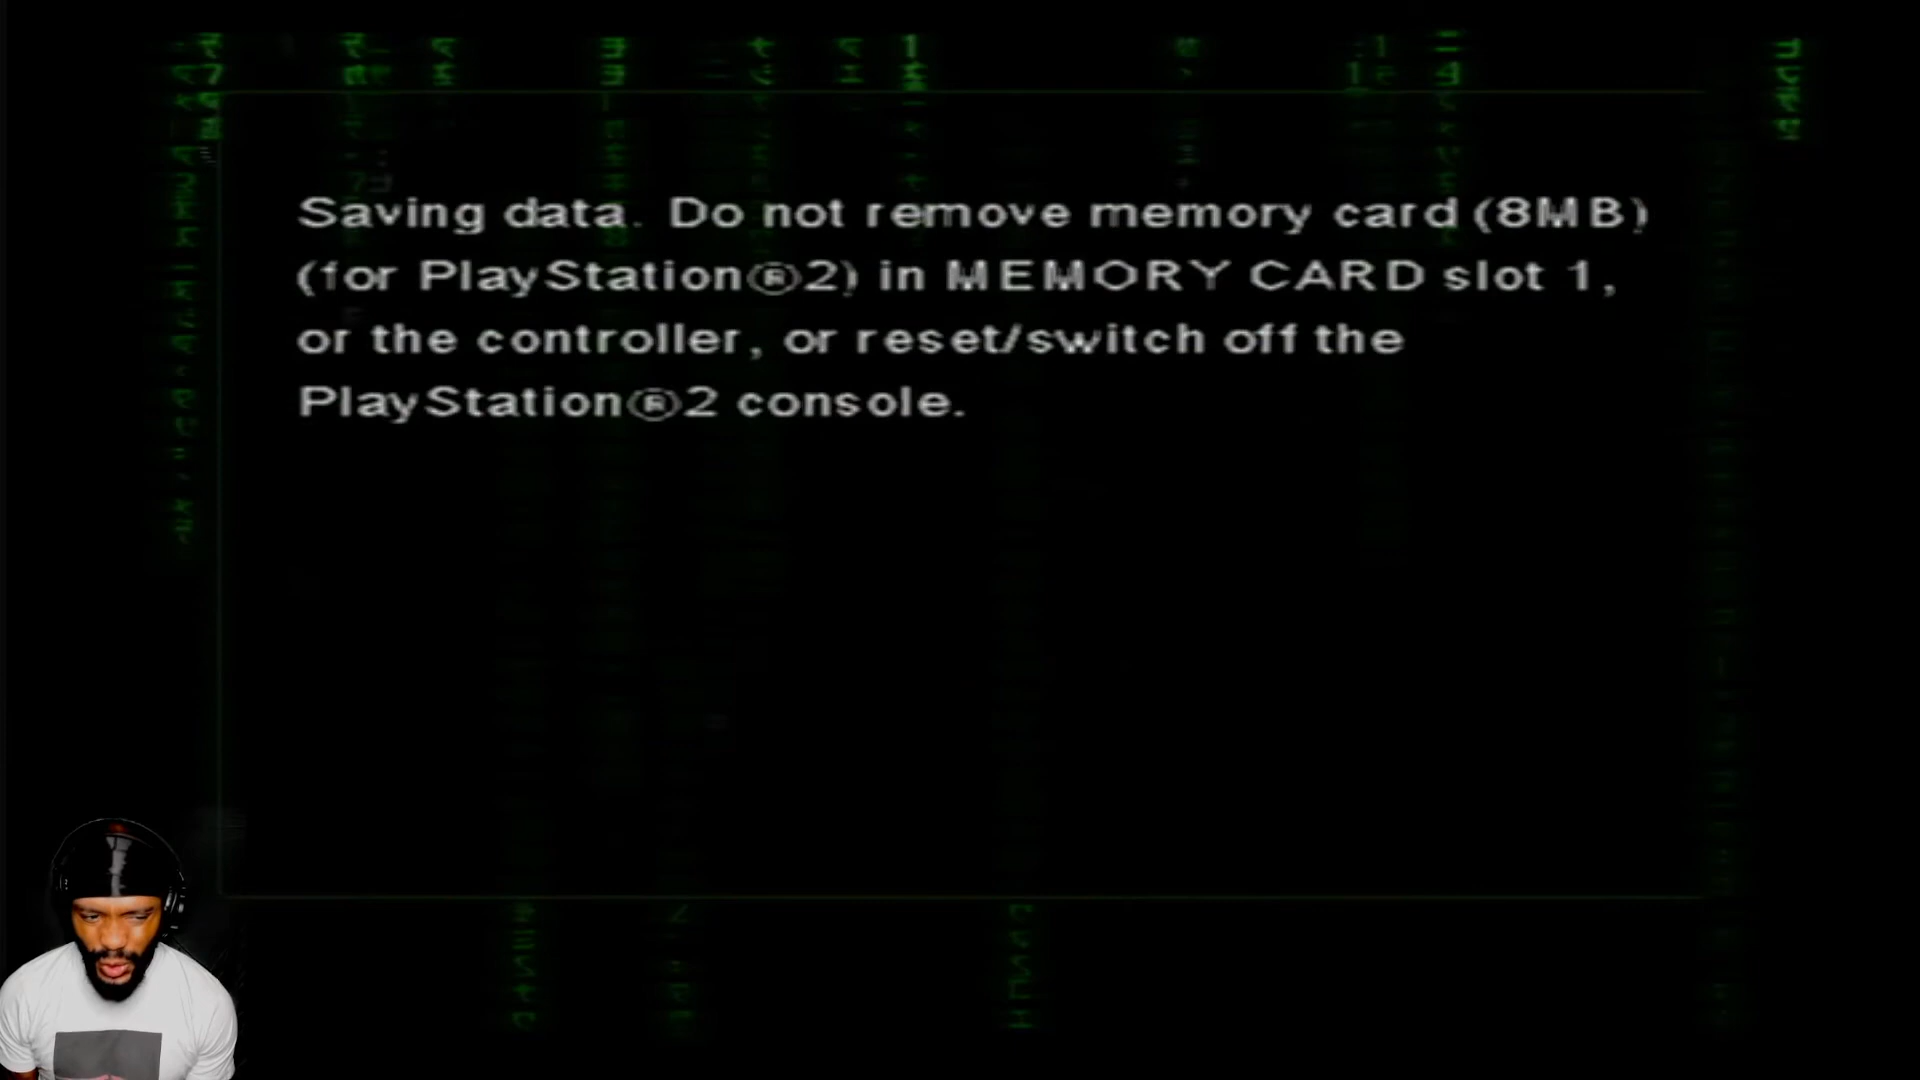 Saving data. Do not remove memory card (8MB)
(for PlayStation®2) in MEMORY CARD slot 1,
or the controller, or reset/switch off the
PlayStation®2 console.